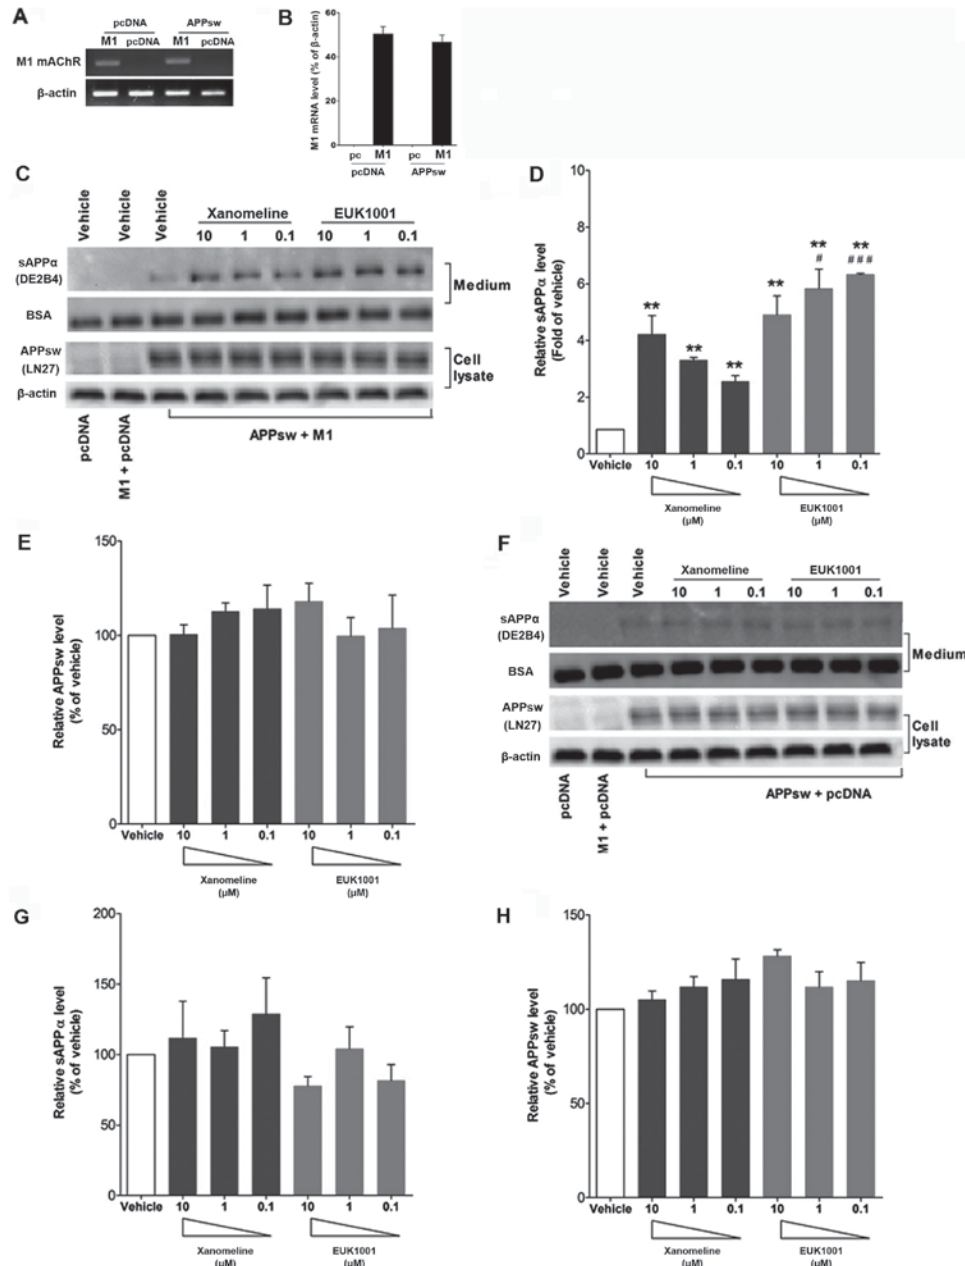 A
pcDNA APPsw
M1 pcDNA M1 pcDNA
M1 mAChR
β-actin
B
M1 mRNA level (% of β-actin)
60
40
20
0
pc M1 pc M1
pcDNA APPsw
C
Vehicle Vehicle Vehicle
Xanomeline EUK1001
10 1 0.1 10 1 0.1
sAPPα
(DE2B4)
BSA
Medium
APPsw
(LN27)
β-actin
Cell
lysate
pcDNA
M1 + pcDNA
APPsw + M1
D
Relative sAPPα level
(Fold of vehicle)
10
8
6
4
2
0
** ** ** ** ** **
# ###
Vehicle 10 1 0.1 10 1 0.1
Xanomeline
(μM)
EUK1001
(μM)
E
Relative APPsw level
(% of vehicle)
150
100
50
0
Vehicle 10 1 0.1 10 1 0.1
Xanomeline
(μM)
EUK1001
(μM)
F
Vehicle Vehicle Vehicle
Xanomeline EUK1001
10 1 0.1 10 1 0.1
sAPPα
(DE2B4)
BSA
Medium
APPsw
(LN27)
β-actin
Cell
lysate
pcDNA
M1 + pcDNA
APPsw + pcDNA
G
Relative sAPPα level
(% of vehicle)
200
150
100
50
0
Vehicle 10 1 0.1 10 1 0.1
Xanomeline
(μM)
EUK1001
(μM)
H
Relative APPsw level
(% of vehicle)
150
100
50
0
Vehicle 10 1 0.1 10 1 0.1
Xanomeline
(μM)
EUK1001
(μM)